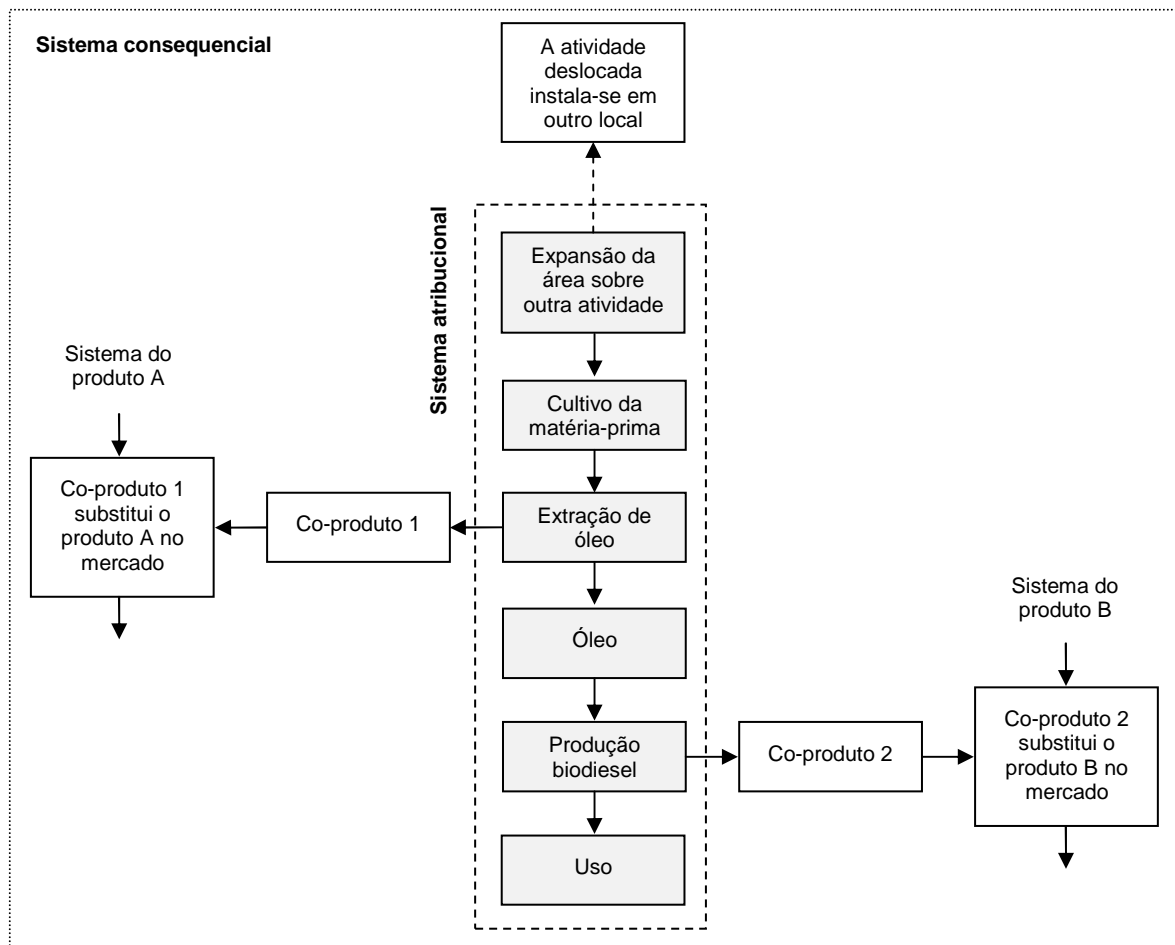 Sistema consequencial
A atividade
deslocada
instala-se em
outro local
Sistema atribucional
Expansão da
área sobre
outra atividade
Cultivo da
matéria-prima
Sistema do
produto A
Co-produto 1
substitui o
produto A no
mercado
Co-produto 1
Extração de
óleo
Óleo
Sistema do
produto B
Produção
biodiesel
Co-produto 2
Co-produto 2
substitui o
produto B no
mercado
Uso